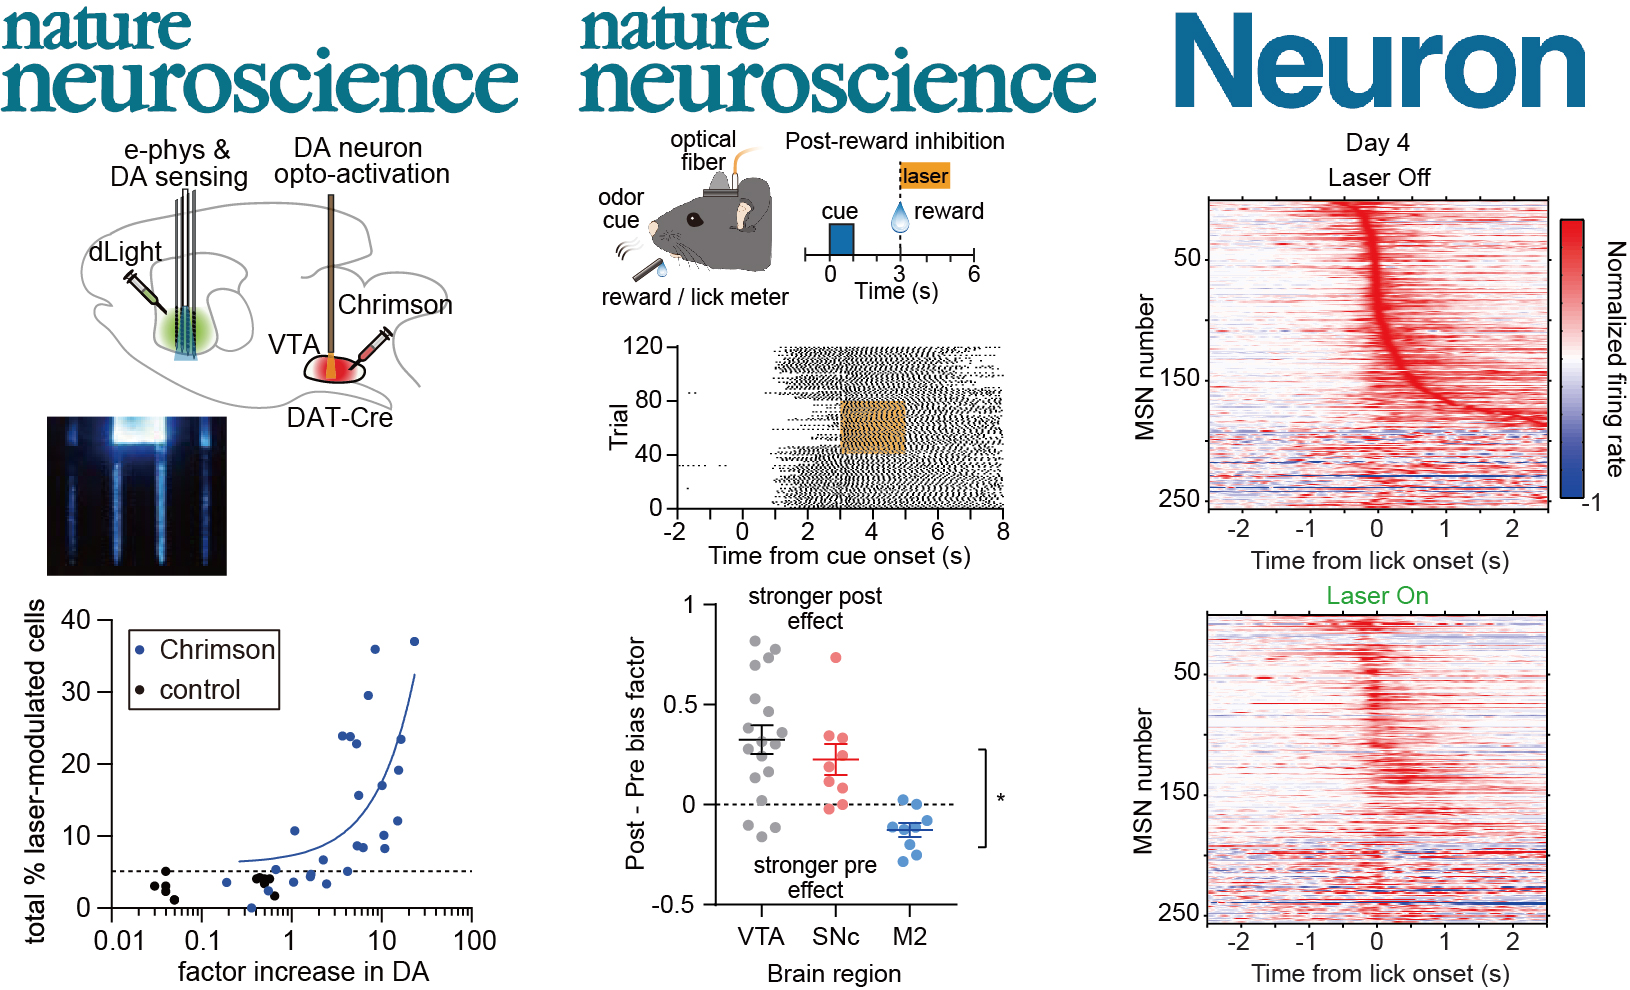 nature
neuroscience
e-phys &
DA sensing
DA neuron
opto-activation
dLight
Chrimson
VTA
DAT-Cre
total % laser-modulated cells
40
30
20
10
0
Chrimson
control
0.01
0.1
1
10
100
factor increase in DA
nature
neuroscience
optical
fiber
odor
cue
reward / lick meter
Post-reward inhibition
laser
cue
reward
0
3
6
Time (s)
Trial
120
80
40
0
-2
0
2
4
6
8
Time from cue onset (s)
Post - Pre bias factor
1
0.5
0
-0.5
stronger post
effect
*
stronger pre
effect
VTA
SNc
M2
Brain region
Neuron
Day 4
Laser Off
MSN number
50
150
250
-2
-1
0
1
2
Time from lick onset (s)
Normalized firing rate
-1
Laser On
MSN number
50
150
250
-2
-1
0
1
2
Time from lick onset (s)